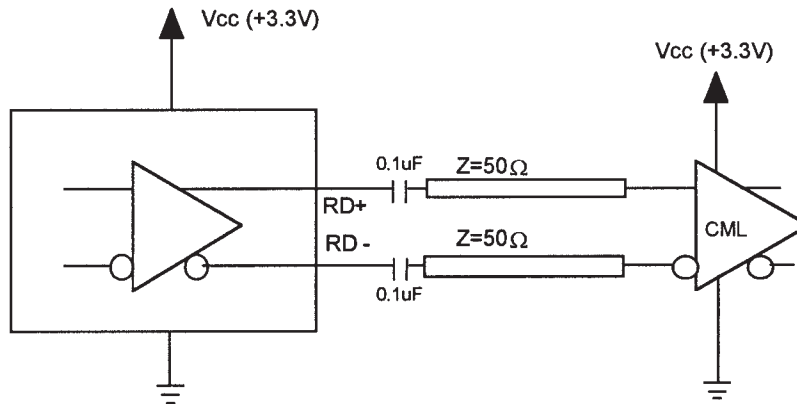 Vcc (+3.3V)
Vcc (+3.3V)
0.1uF
Z=50Ω
RD+
CML
RD -
Z=50Ω
0.1uF